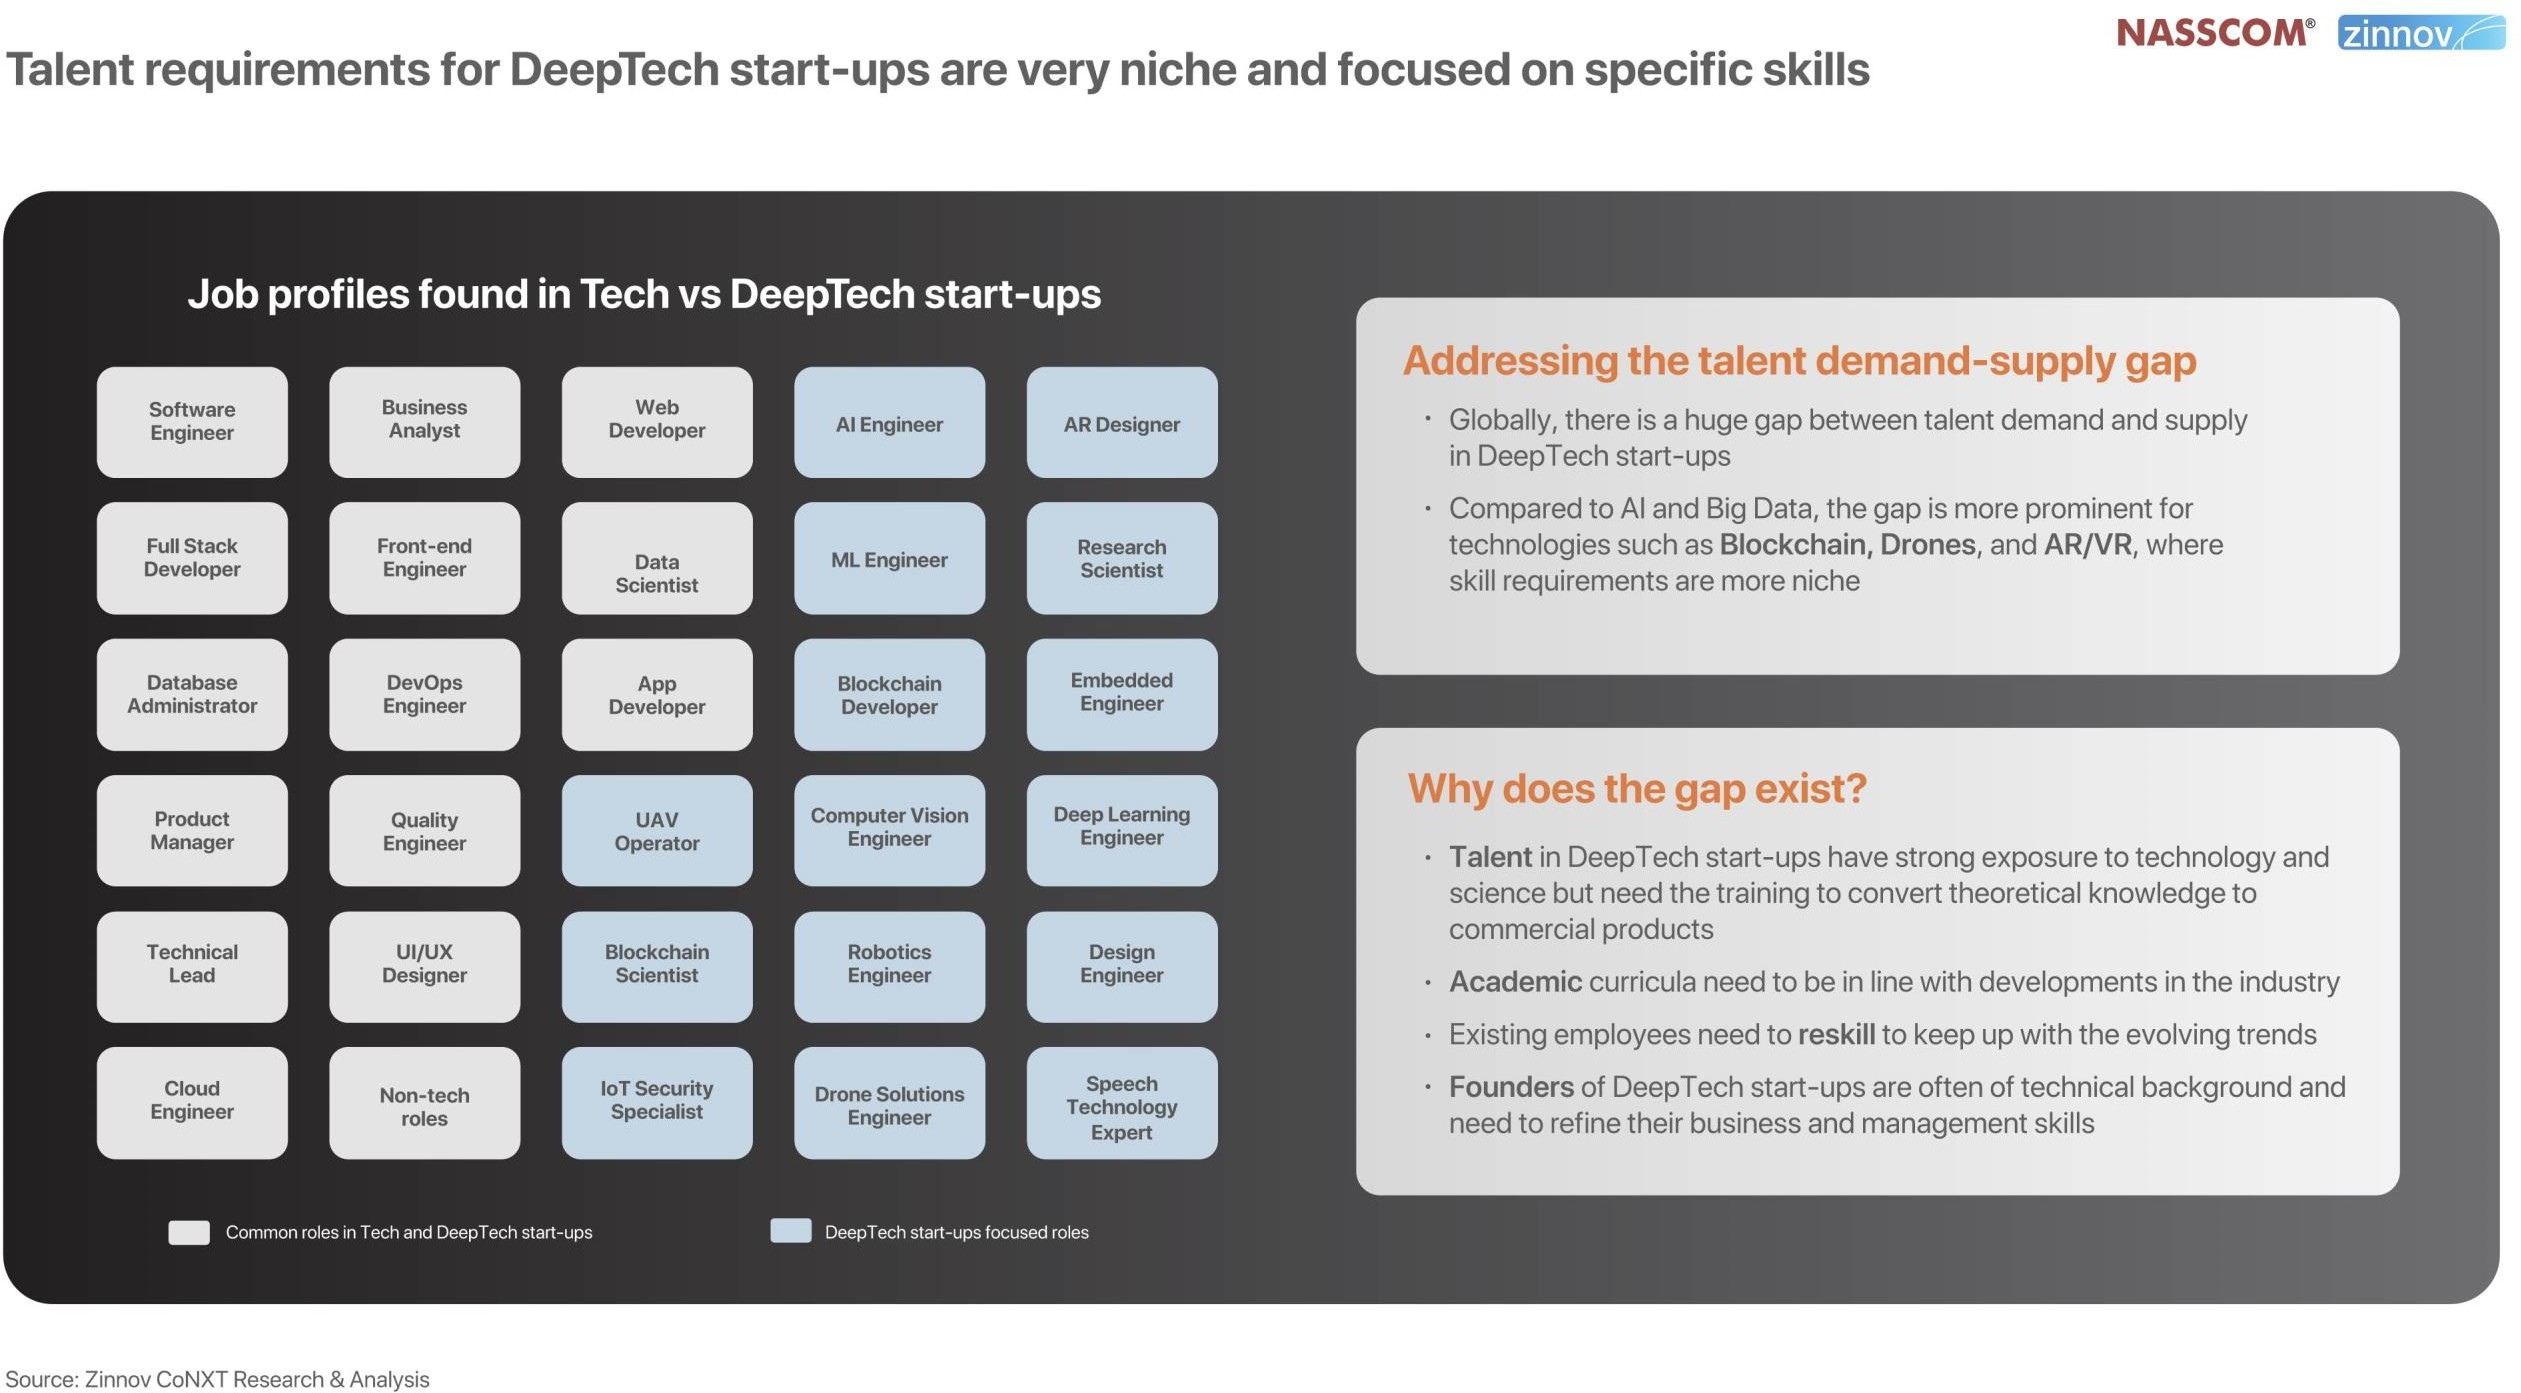 NASSCOM®
zinnov
Talent requirements for DeepTech start-ups are very niche and focused on specific skills
Job profiles found in Tech vs DeepTech start-ups
Software
Engineer
Business
Analyst
Web
Developer
AI Engineer
AR Designer
Full Stack
Developer
Front-end
Engineer
Data
Scientist
ML Engineer
Research
Scientist
Database
Administrator
DevOps
Engineer
App
Developer
Blockchain
Developer
Embedded
Engineer
Product
Manager
Quality
Engineer
UAV
Operator
Computer Vision
Engineer
Deep Learning
Engineer
Technical
Lead
UI/UX
Designer
Blockchain
Scientist
Robotics
Engineer
Design
Engineer
Cloud
Engineer
Non-tech
roles
IoT Security
Specialist
Drone Solutions
Engineer
Speech
Technology
Expert
Common roles in Tech and DeepTech start-ups
DeepTech start-ups focused roles
Addressing the talent demand-supply gap
· Globally, there is a huge gap between talent demand and supply
in DeepTech start-ups
· Compared to AI and Big Data, the gap is more prominent for
technologies such as Blockchain, Drones, and AR/VR, where
skill requirements are more niche
Why does the gap exist?
· Talent in DeepTech start-ups have strong exposure to technology and
science but need the training to convert theoretical knowledge to
commercial products
· Academic curricula need to be in line with developments in the industry
· Existing employees need to reskill to keep up with the evolving trends
· Founders of DeepTech start-ups are often of technical background and
need to refine their business and management skills
Source: Zinnov CoNXT Research & Analysis